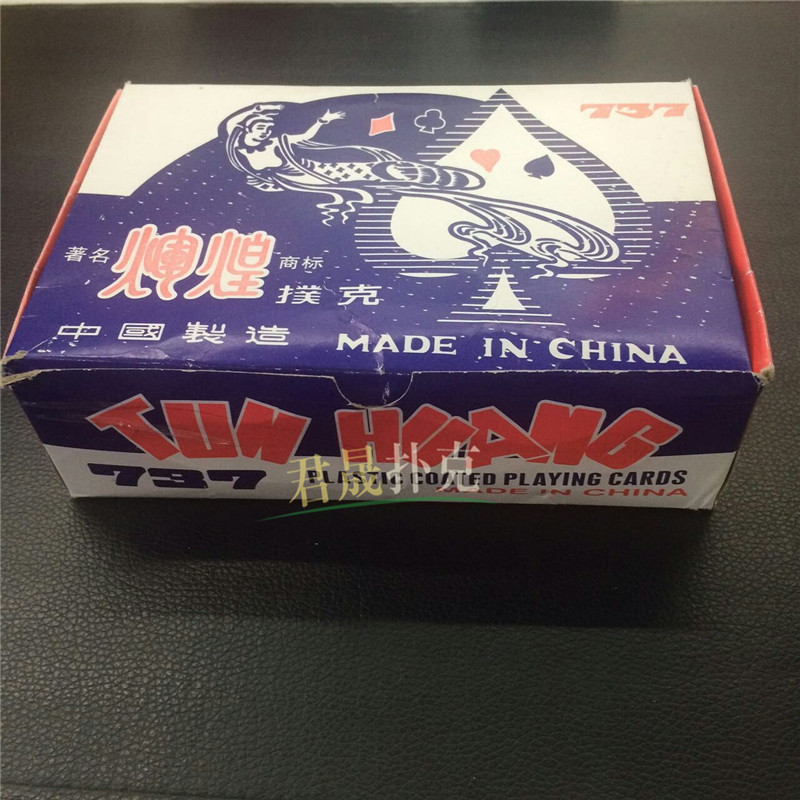 737
著名 煇煌 商标 撲克
中國製造 MADE IN CHINA
TUN HUANG
737 PLASTIC COATED PLAYING CARDS
MADE IN CHINA
君晟扑克